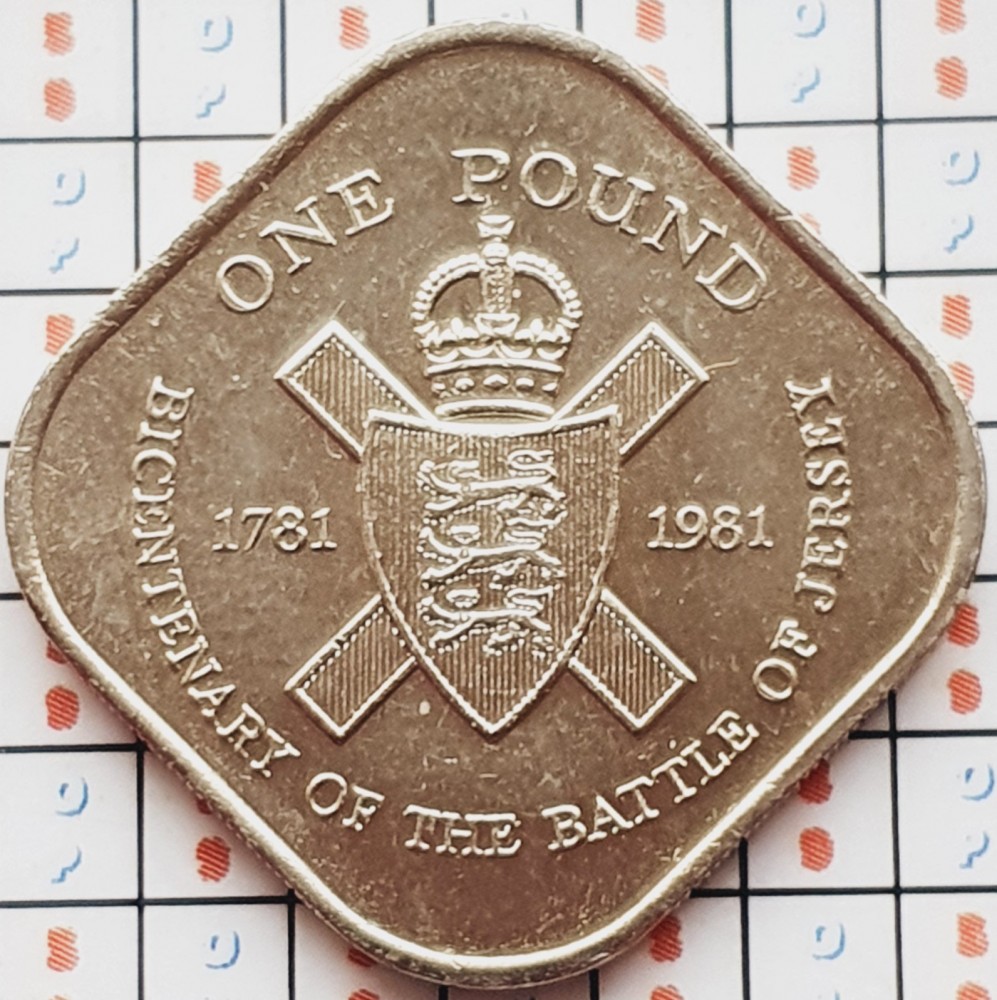 ONE POUND
1781 1981
BICENTENARY OF THE BATTLE OF JERSEY